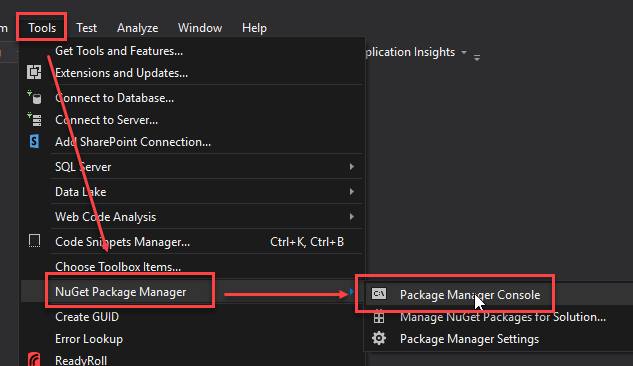 m Tools Test Analyze Window Help
Get Tools and Features...
plication Insights
Extensions and Updates...
Connect to Database...
Connect to Server...
Add SharePoint Connection...
SQL Server
Data Lake
Web Code Analysis
Code Snippets Manager... Ctrl+K, Ctrl+B
Choose Toolbox Items...
NuGet Package Manager
C:\ Package Manager Console
Create GUID
Manage NuGet Packages for Solution...
Error Lookup
Package Manager Settings
ReadyRoll